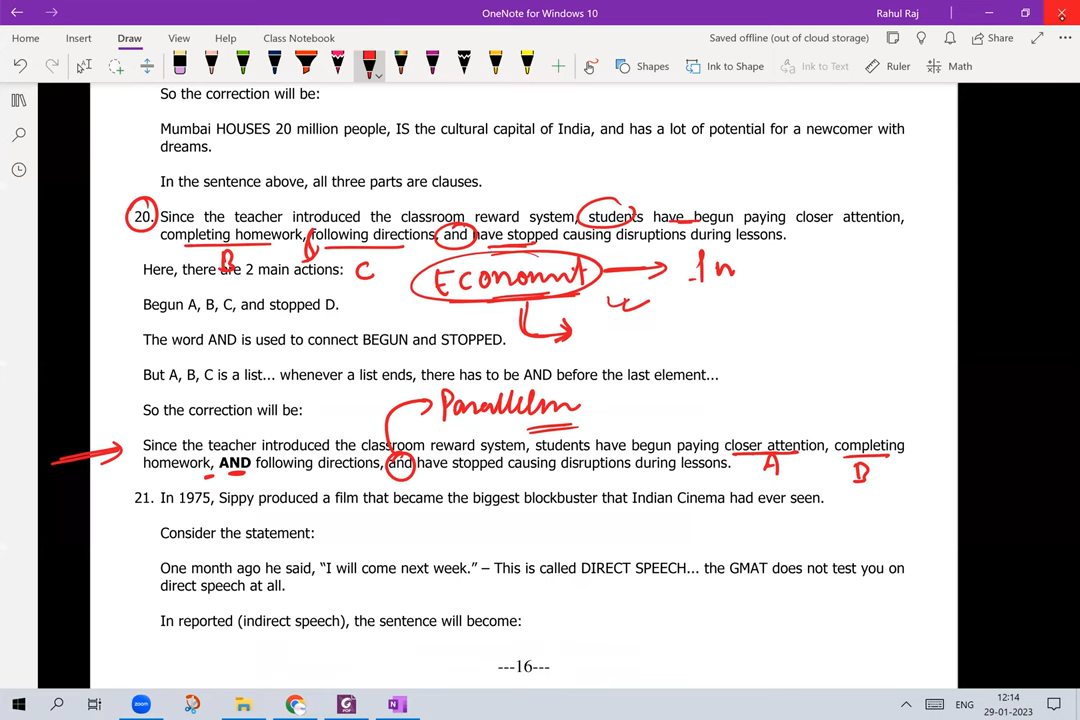 OneNote for Windows 10
Rahul Raj
Home Insert Draw View Help Class Notebook
Saved offline (out of cloud storage)
Share
Shapes
Ink to Shape
Ink to Text
Ruler
Math
So the correction will be:
Mumbai HOUSES 20 million people, IS the cultural capital of India, and has a lot of potential for a newcomer with
dreams.
In the sentence above, all three parts are clauses.
20. Since the teacher introduced the classroom reward system, students have begun paying closer attention,
completing homework, following directions, and have stopped causing disruptions during lessons.
B
Here, there are 2 main actions:
C
Economist
In
Begun A, B, C, and stopped D.
The word AND is used to connect BEGUN and STOPPED.
But A, B, C is a list... whenever a list ends, there has to be AND before the last element...
So the correction will be:
Parallelism
Since the teacher introduced the classroom reward system, students have begun paying closer attention, completing
homework, AND following directions, and have stopped causing disruptions during lessons.
A
B
21. In 1975, Sippy produced a film that became the biggest blockbuster that Indian Cinema had ever seen.
Consider the statement:
One month ago he said, “I will come next week.” – This is called DIRECT SPEECH... the GMAT does not test you on
direct speech at all.
In reported (indirect speech), the sentence will become:
---16---
zoom
ENG
12:14
29-01-2023